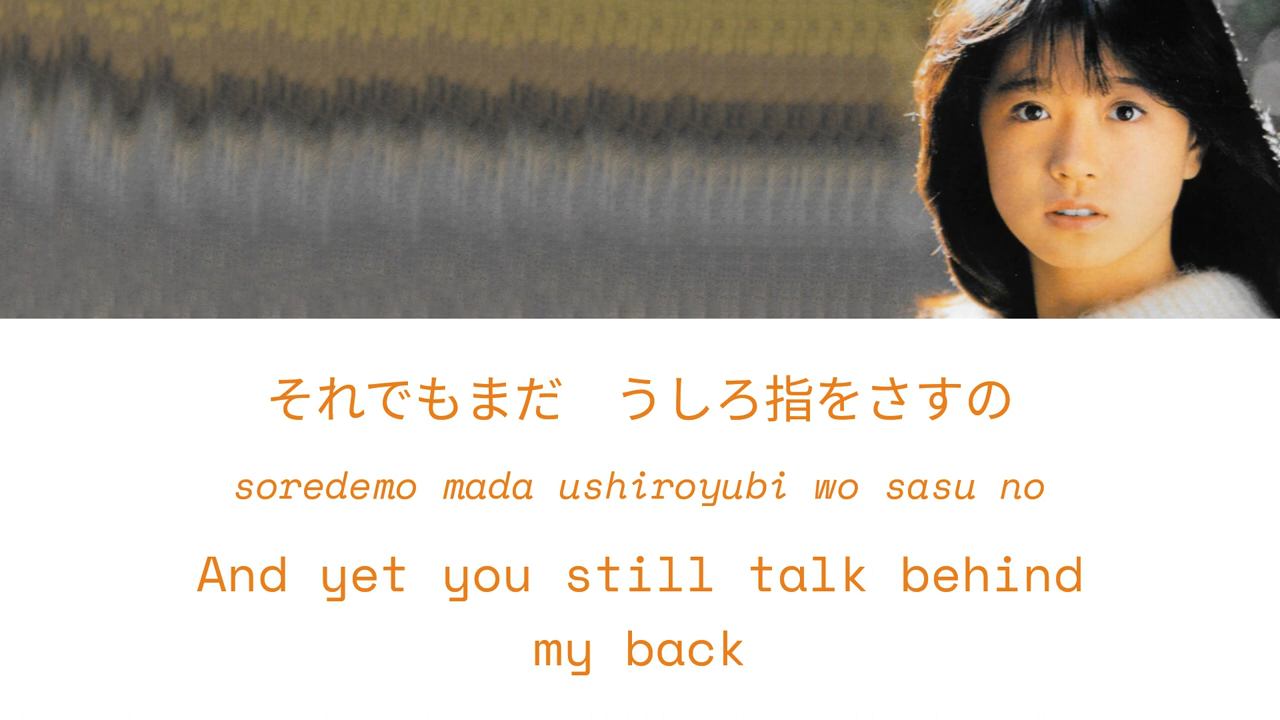 それでもまだ　うしろ指をさすの
soredemo mada ushiroyubi wo sasu no
And yet you still talk behind
my back